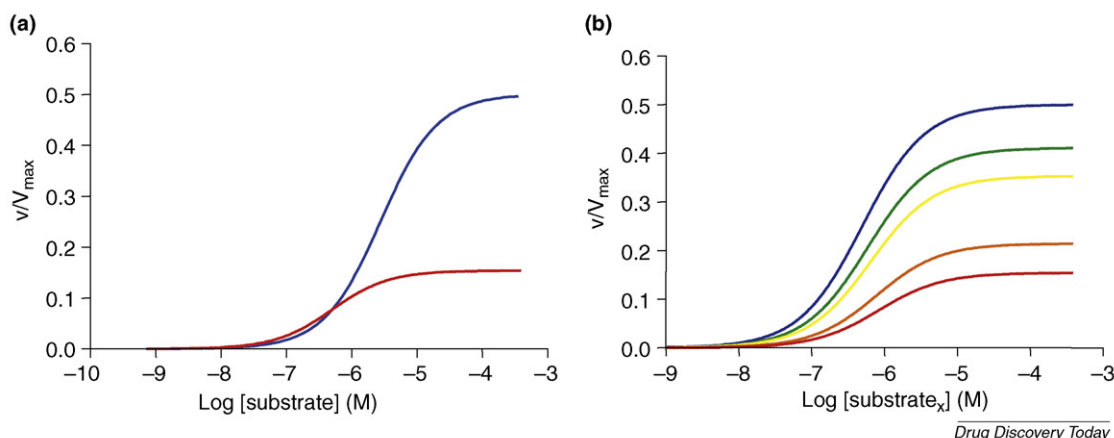 (a)
0.6
0.5
0.4
0.3
0.2
0.1
0.0
v/Vmax
–10 –9 –8 –7 –6 –5 –4 –3
Log [substrate] (M)
(b)
0.6
0.5
0.4
0.3
0.2
0.1
0.0
v/Vmax
–9 –8 –7 –6 –5 –4 –3
Log [substratex] (M)
Drug Discovery Today